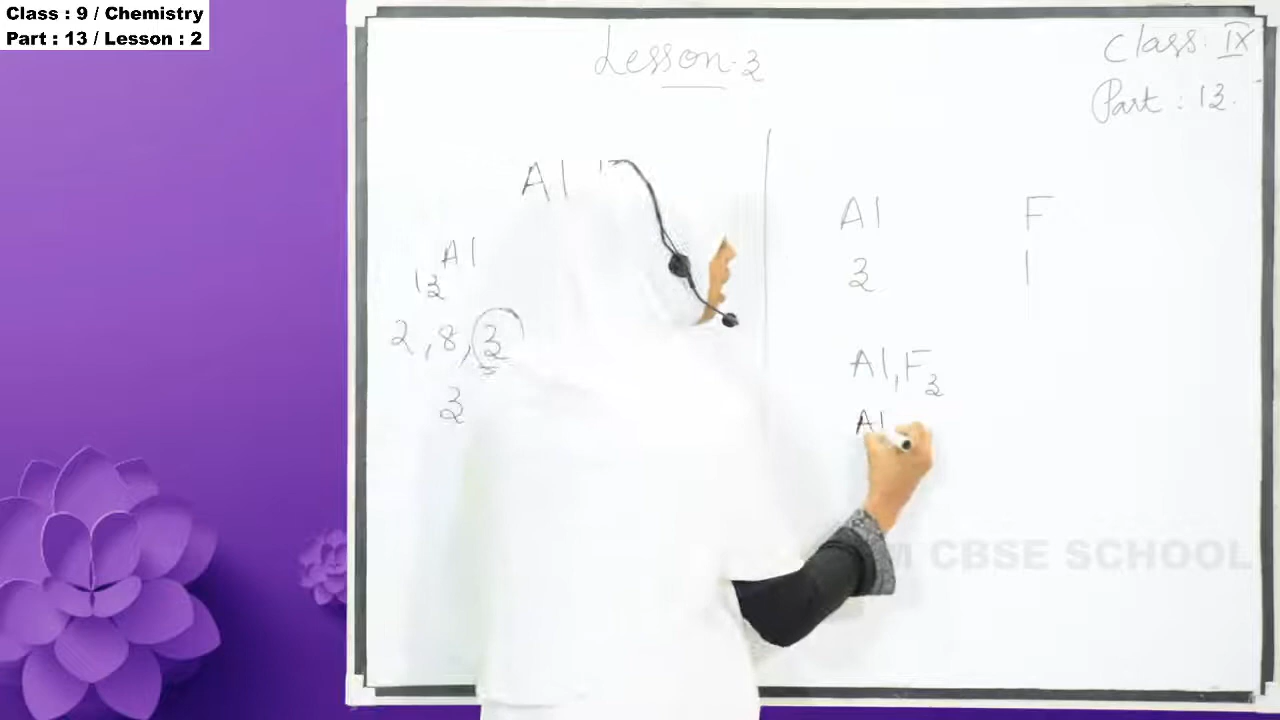 Class : 9 / Chemistry
Part : 13 / Lesson : 2
Lesson-3
Class: IX
Part : 13.
Al
13 Al
2, 8, 3
3
Al F
3 1
Al1F3
Al
M CBSE SCHOOL